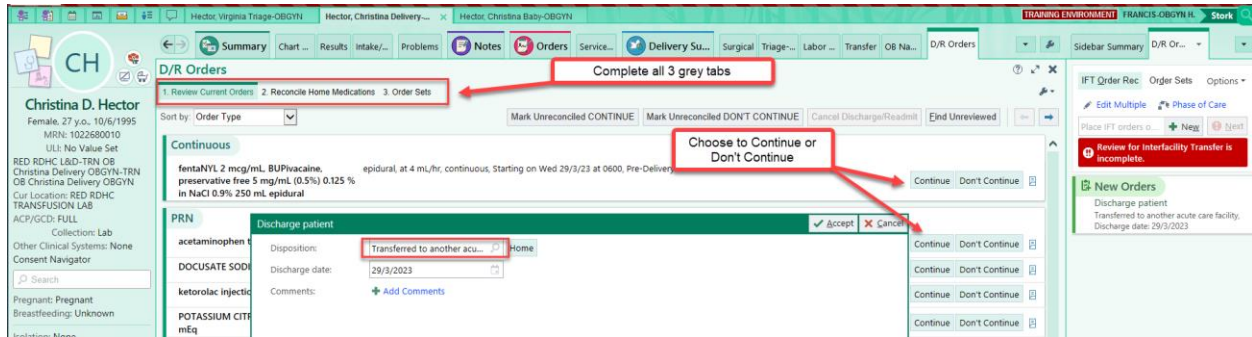 Hector, Virginia Triage-OBGYN
Hector, Christina Delivery-...
Hector, Christina Baby-OBGYN
TRAINING ENVIRONMENT FRANCIS-OBGYN H. Stork
CH
Christina D. Hector
Female, 27 y.o., 10/6/1995
MRN: 1022680010
ULI: No Value Set
RED RDHC L&D-TRN OB
Christina Delivery OBGYN-TRN
OB Christina Delivery OBGYN
Cur Location: RED RDHC
TRANSFUSION LAB
ACP/GCD: FULL
Collection: Lab
Other Clinical Systems: None
Consent Navigator
Search
Pregnant: Pregnant
Breastfeeding: Unknown
Isolation: None
Summary Chart ... Results Intake/... Problems Notes Orders Service... Delivery Su... Surgical Triage-... Labor ... Transfer OB Na... D/R Orders
D/R Orders
Complete all 3 grey tabs
1. Review Current Orders 2. Reconcile Home Medications 3. Order Sets
Sort by: Order Type
Mark Unreconciled CONTINUE Mark Unreconciled DON'T CONTINUE Cancel Discharge/Readmit Find Unreviewed
Continuous
Choose to Continue or
Don't Continue
fentaNYL 2 mcg/mL, BUPivacaine,
preservative free 5 mg/mL (0.5%) 0.125 %
in NaCl 0.9% 250 mL epidural
epidural, at 4 mL/hr, continuous, Starting on Wed 29/3/23 at 0600, Pre-Delivery
Continue Don't Continue
PRN
Discharge patient
Accept Cancel
acetaminophen t
Disposition: Transferred to another acu... Home
Continue Don't Continue
DOCUSATE SODI
Discharge date: 29/3/2023
Continue Don't Continue
ketorolac injectic
Comments: Add Comments
Continue Don't Continue
POTASSIUM CITR
mEq
Continue Don't Continue
Sidebar Summary D/R Or...
IFT Order Rec Order Sets Options
Edit Multiple Phase of Care
Place IFT orders o... New Next
Review for Interfacility Transfer is
incomplete.
New Orders
Discharge patient
Transferred to another acute care facility,
Discharge date: 29/3/2023